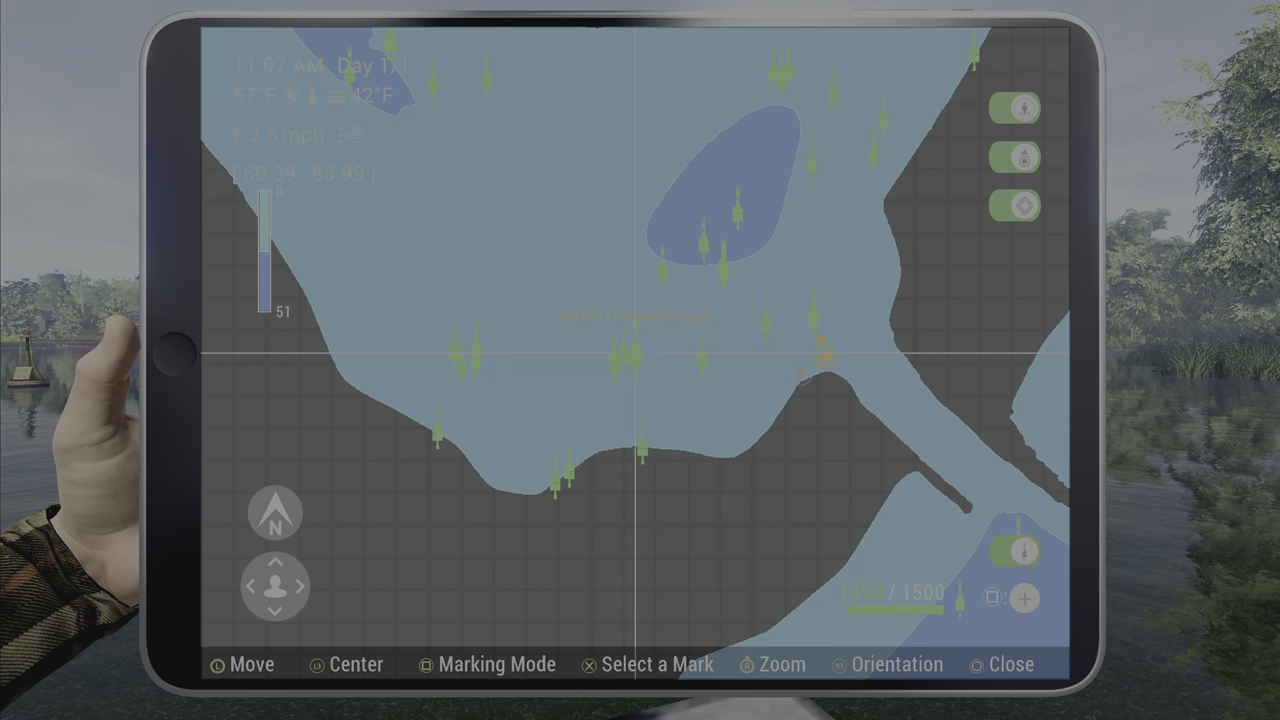 11:07 AM Day 1/1
57°F 42°F
E 2.5 mph
[ 60.39 , 83.99 ]
0
51
N
1499 / 1500
Move Center Marking Mode Select a Mark Zoom Orientation Close